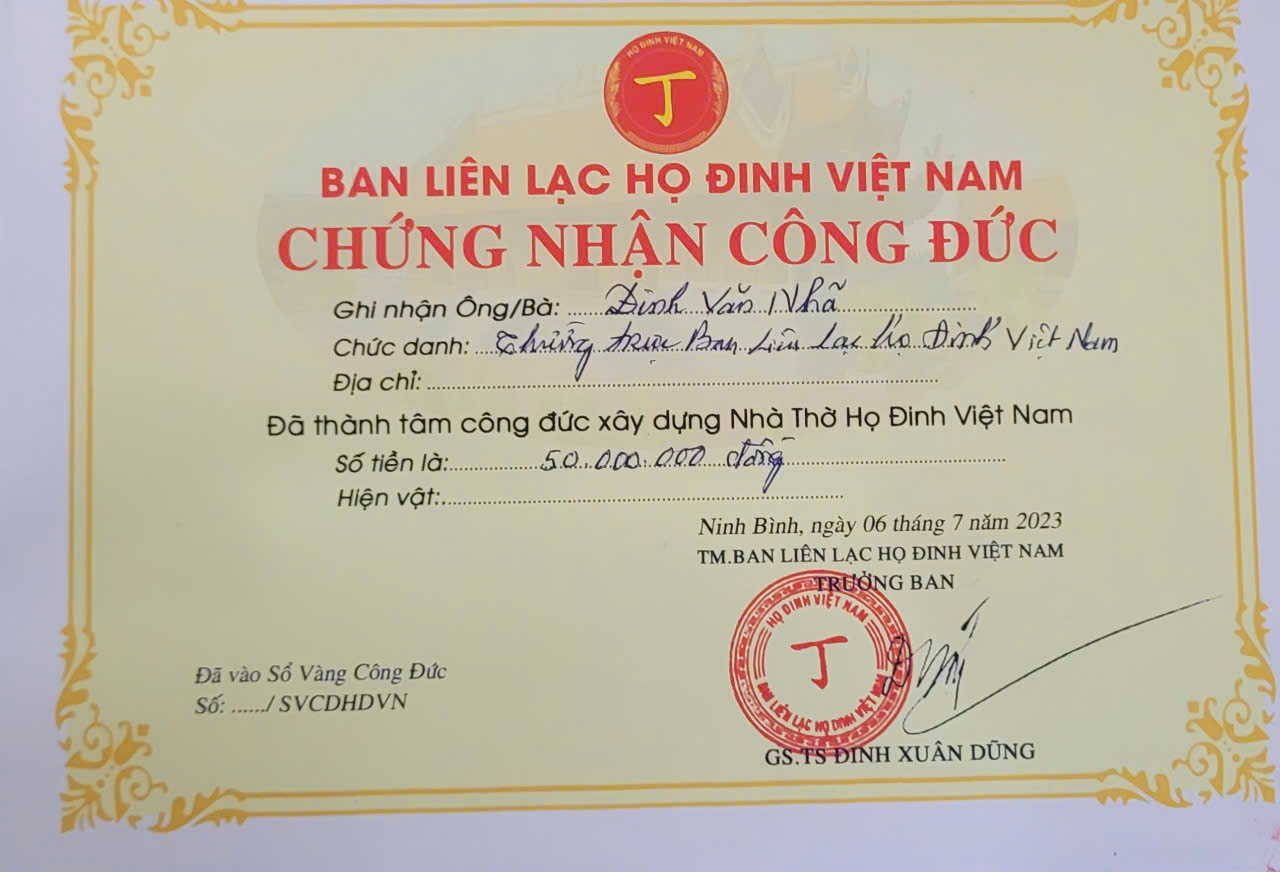 HỌ ĐINH VIỆT NAM
丁
BAN LIÊN LẠC HỌ ĐINH VIỆT NAM
CHỨNG NHẬN CÔNG ĐỨC
Ghi nhận Ông/Bà: ...... Đinh Văn Nhã ......
Chức danh: ... Thường trực Ban Liên lạc Họ Đinh Việt Nam
Địa chỉ: ......
Đã thành tâm công đức xây dựng Nhà Thờ Họ Đinh Việt Nam
Số tiền là: ...... 50.000.000 đồng ......
Hiện vật: ......
Ninh Bình, ngày 06 tháng 7 năm 2023
TM.BAN LIÊN LẠC HỌ ĐINH VIỆT NAM
TRƯỞNG BAN
HỌ ĐINH VIỆT NAM
丁
BAN LIÊN LẠC HỌ ĐINH VIỆT NAM
Đã vào Sổ Vàng Công Đức
Số: ....../ SVCDHDVN
GS.TS ĐINH XUÂN DŨNG